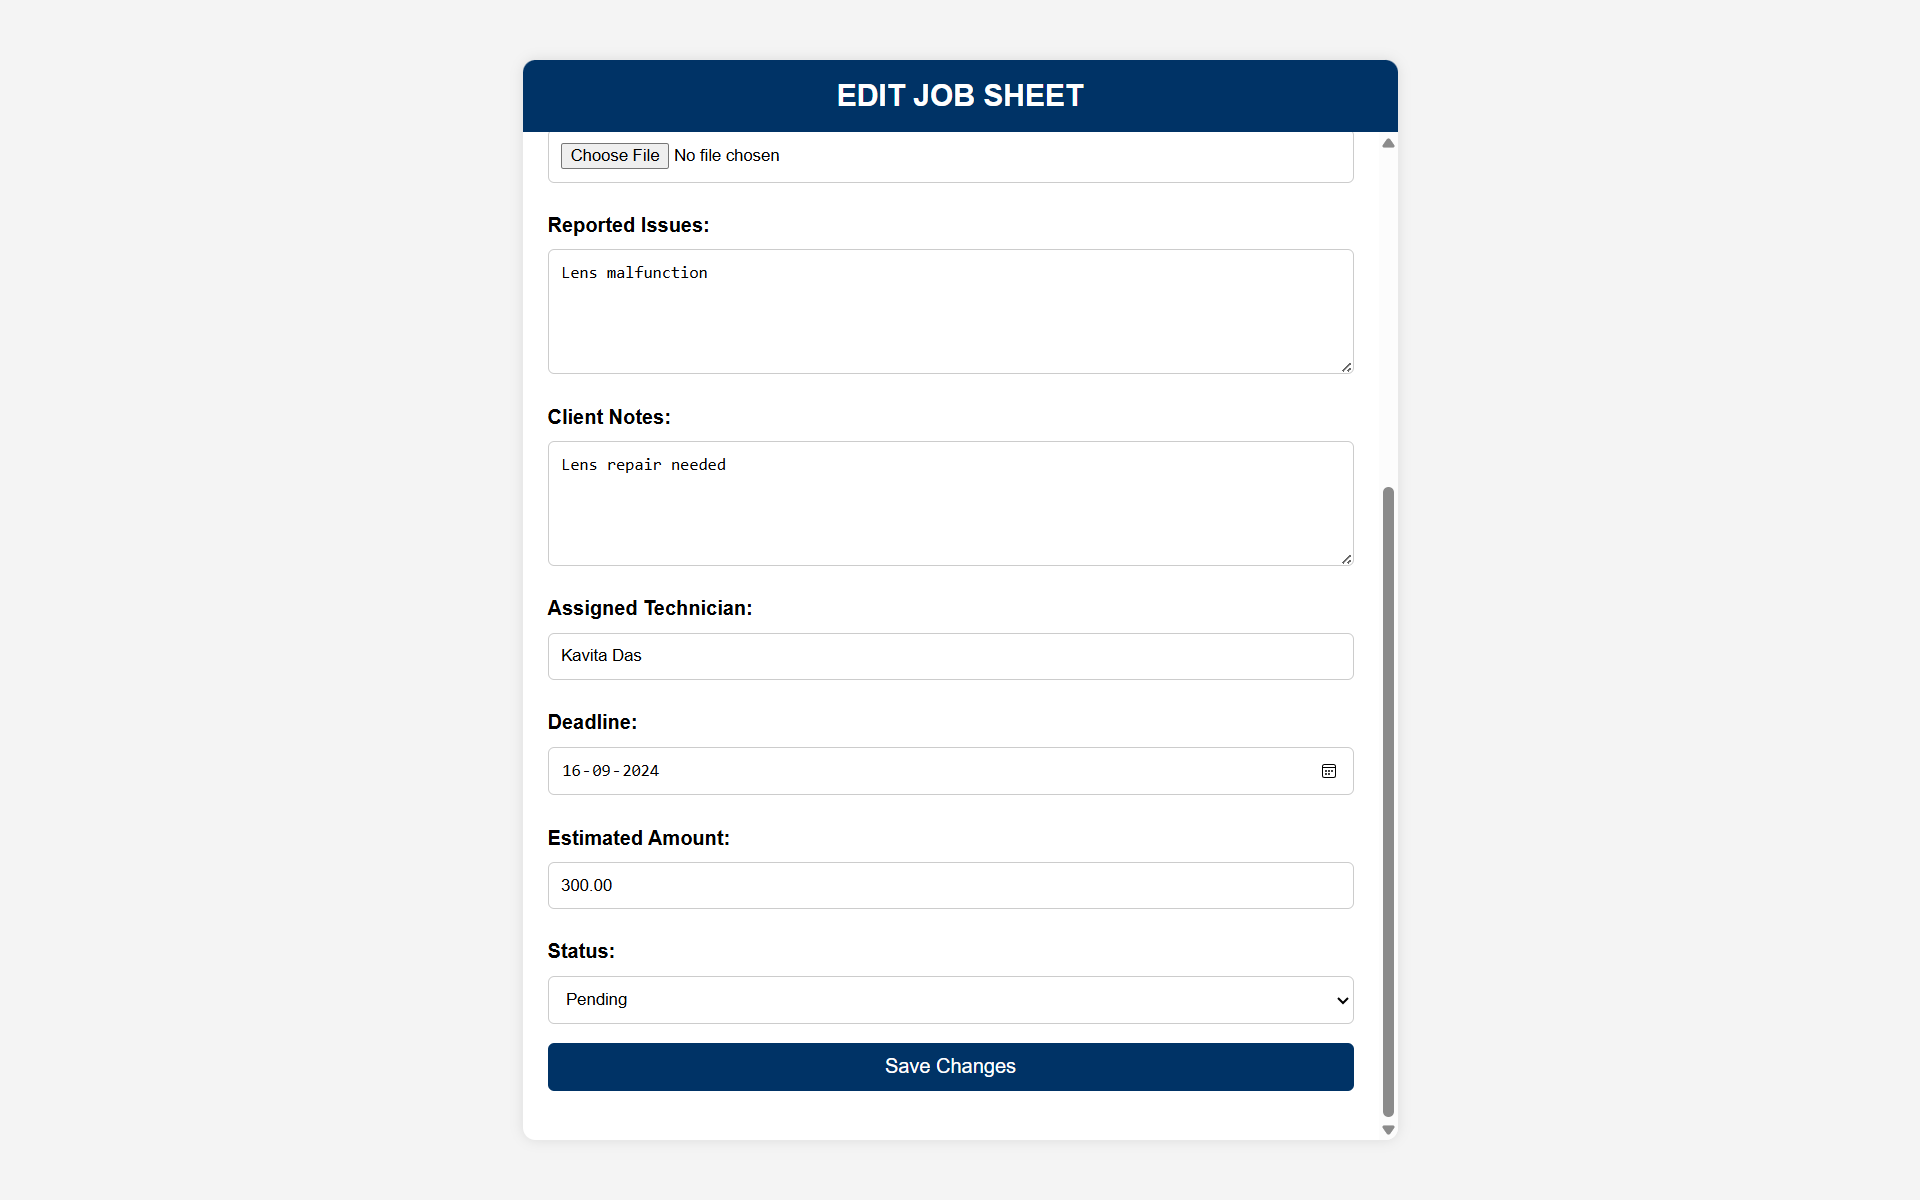 EDIT JOB SHEET
Choose File No file chosen
Reported Issues:
Lens malfunction
Client Notes:
Lens repair needed
Assigned Technician:
Kavita Das
Deadline:
16-09-2024
Estimated Amount:
300.00
Status:
Pending
Save Changes